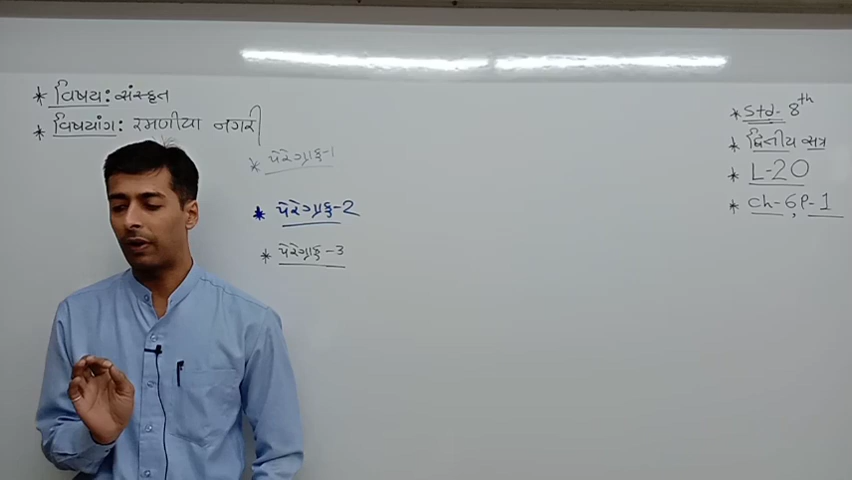 * વિષય: સંસ્કૃત
* વિષયાંગ: રમણીયા નગરી
* પેરેગ્રાફ-1
* પેરેગ્રાફ-2
* પેરેગ્રાફ-3
* Std- 8th
* દ્વિતીય સત્ર
* L-20
* ch-6, P-1